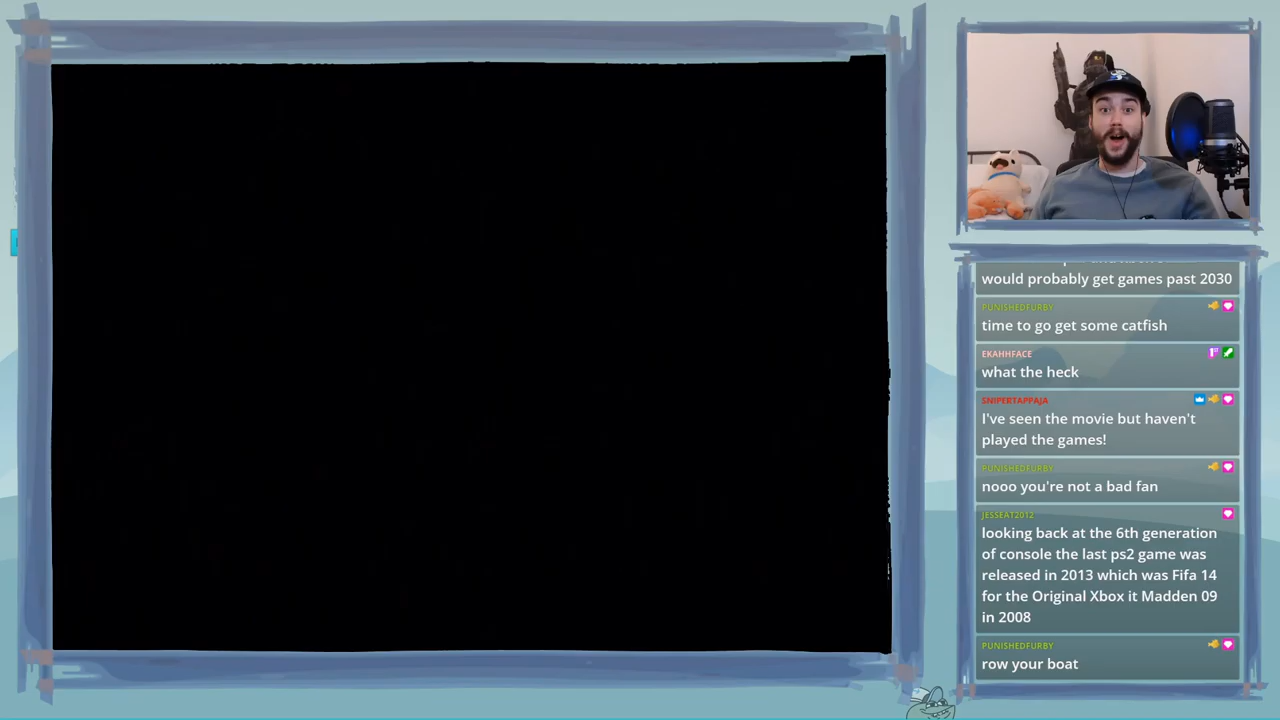 would probably get games past 2030
PUNISHEDFURBY
time to go get some catfish
EKAHHFACE
what the heck
SNIPERTAPPAJA
I've seen the movie but haven't
played the games!
PUNISHEDFURBY
nooo you're not a bad fan
JESSEAT2012
looking back at the 6th generation
of console the last ps2 game was
released in 2013 which was Fifa 14
for the Original Xbox it Madden 09
in 2008
PUNISHEDFURBY
row your boat